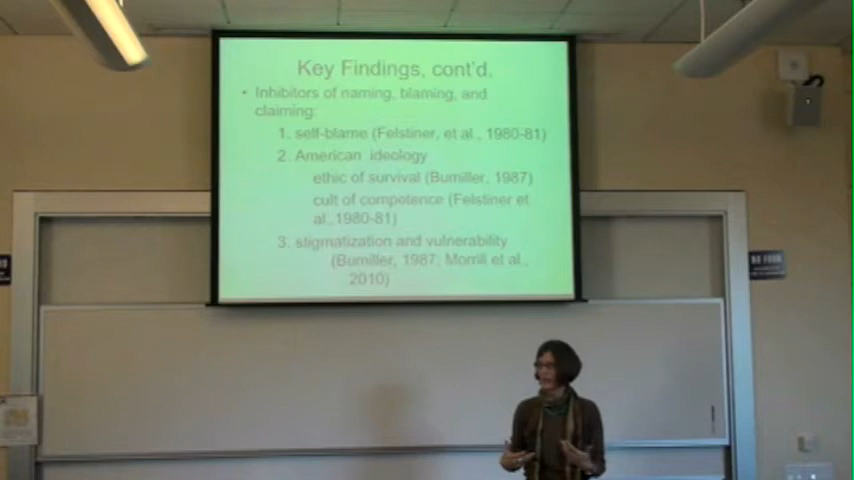 Key Findings, cont'd.
• Inhibitors of naming, blaming, and
claiming:
1. self-blame (Felstiner, et al., 1980-81)
2. American ideology
ethic of survival (Bumiller, 1987)
cult of competence (Felstiner et
al.,1980-81)
3. stigmatization and vulnerability
(Bumiller, 1987; Morrill et al.,
2010)
NO FOOD